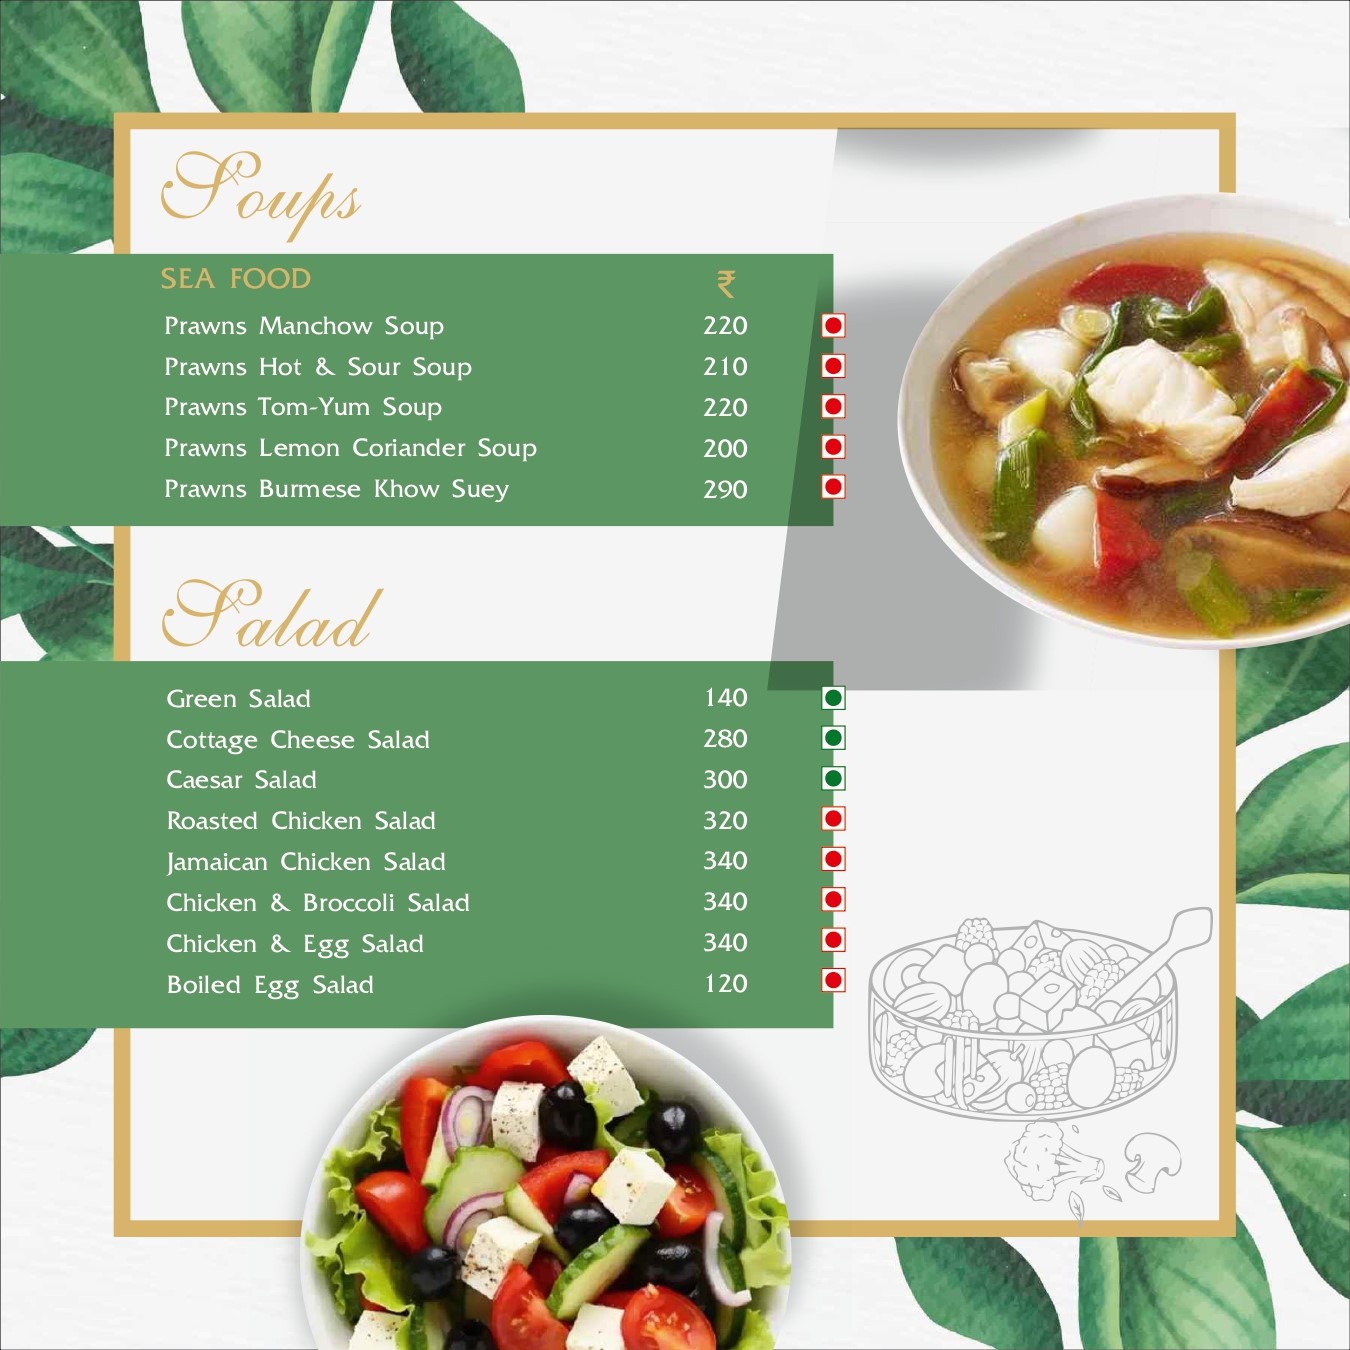 Soups
SEA FOOD ₹
Prawns Manchow Soup 220
Prawns Hot & Sour Soup 210
Prawns Tom-Yum Soup 220
Prawns Lemon Coriander Soup 200
Prawns Burmese Khow Suey 290
Salad
Green Salad 140
Cottage Cheese Salad 280
Caesar Salad 300
Roasted Chicken Salad 320
Jamaican Chicken Salad 340
Chicken & Broccoli Salad 340
Chicken & Egg Salad 340
Boiled Egg Salad 120